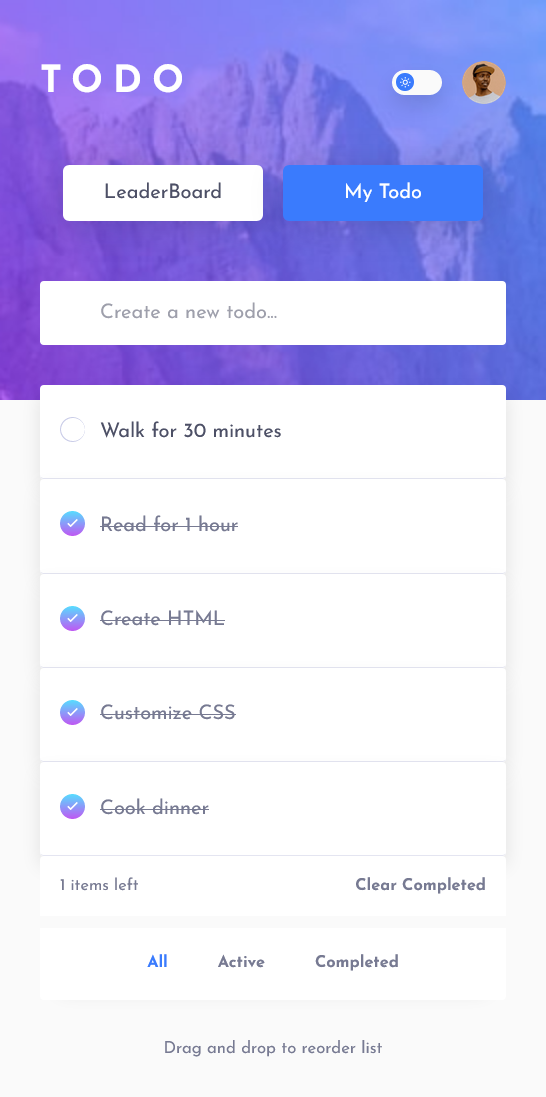 TODO
LeaderBoard
My Todo
Create a new todo...
Walk for 30 minutes
Read for 1 hour
Create HTML
Customize CSS
Cook dinner
1 items left
Clear Completed
All
Active
Completed
Drag and drop to reorder list